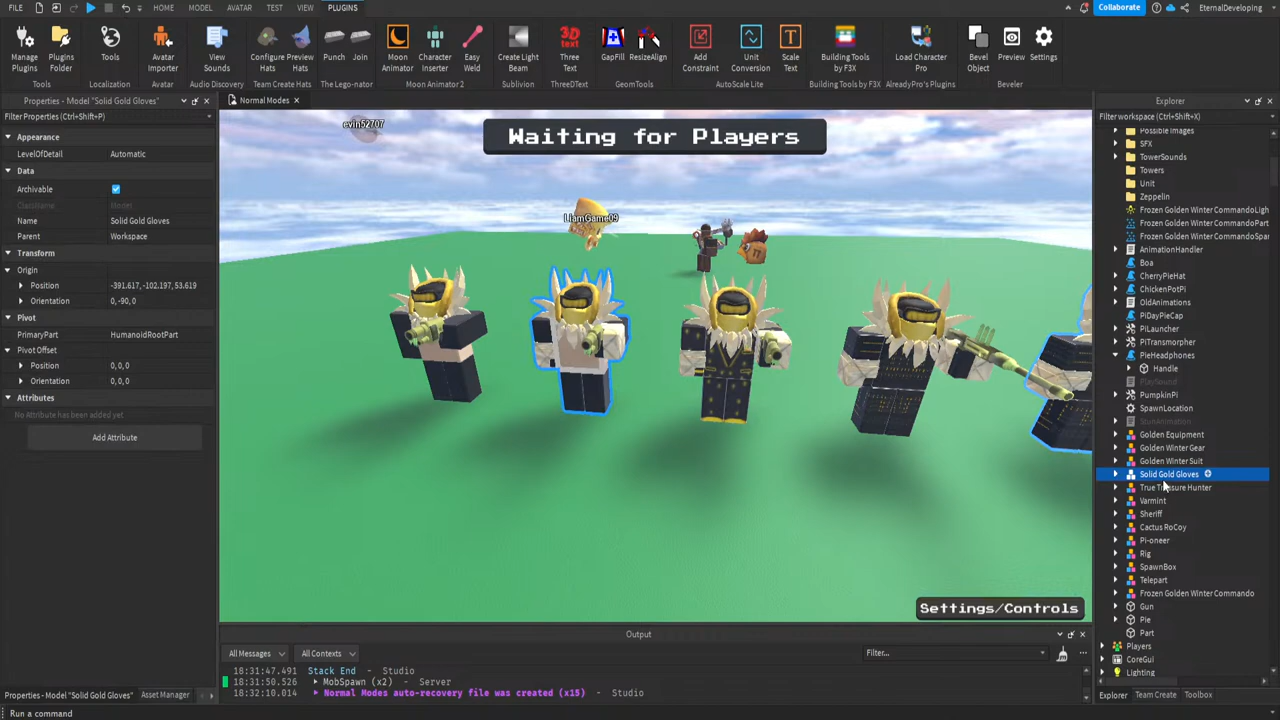 FILE HOME MODEL AVATAR TEST VIEW PLUGINS Collaborate
Manage Plugins Plugins Folder Tools Avatar Importer View Sounds Configure Hats Preview Hats Punch Join Moon Animator Character Inserter Easy Weld Create Light Beam Three Text GapFill ResizeAlign Add Constraint Unit Conversion Scale Text Building Tools by F3X Load Character Pro Bevel Object Preview Settings
Tools Localization Avatar Audio Discovery Team Create Hats The Lego-nator Moon Animator 2 Sublivion ThreeDText GeomTools AutoScale Lite Building Tools by F3X AlreadyPro's Plugins Beveler
Properties - Model "Solid Gold Gloves"
Filter Properties (Ctrl+Shift+P)
Appearance
LevelOfDetail Automatic
Data
Archivable
ClassName Model
Name Solid Gold Gloves
Parent Workspace
Transform
Origin
Position -391.617, -102.197, 53.619
Orientation 0, -90, 0
Pivot
PrimaryPart HumanoidRootPart
Pivot Offset
Position 0, 0, 0
Orientation 0, 0, 0
Attributes
No Attribute has been added yet
Add Attribute
Properties - Model "Solid Gold Gloves" Asset Manager
Run a command
Normal Modes
evin52707
Waiting for Players
LiamGame09
Settings/Controls
Output
All Messages All Contexts Filter...
18:31:47.491 Stack End - Studio
18:31:50.526 MobSpawn (x2) - Server
18:32:10.014 Normal Modes auto-recovery file was created (x15) - Studio
Explorer
Filter workspace (Ctrl+Shift+X)
Possible Images
SFX
TowerSounds
Towers
Unit
Zeppelin
Frozen Golden Winter CommandoLigh
Frozen Golden Winter CommandoPart
Frozen Golden Winter CommandoSpar
AnimationHandler
Boa
CherryPieHat
ChickenPotPi
OldAnimations
PiDayPieCap
PiLauncher
PiTransmorpher
PieHeadphones
Handle
PlaySound
PumpkinPi
SpawnLocation
StunAnimation
Golden Equipment
Golden Winter Gear
Golden Winter Suit
Solid Gold Gloves
True Treasure Hunter
Varmint
Sheriff
Cactus RoCoy
Pi-oneer
Rig
SpawnBox
Telepart
Frozen Golden Winter Commando
Gun
Pie
Part
Players
CoreGui
Lighting
Explorer Team Create Toolbox